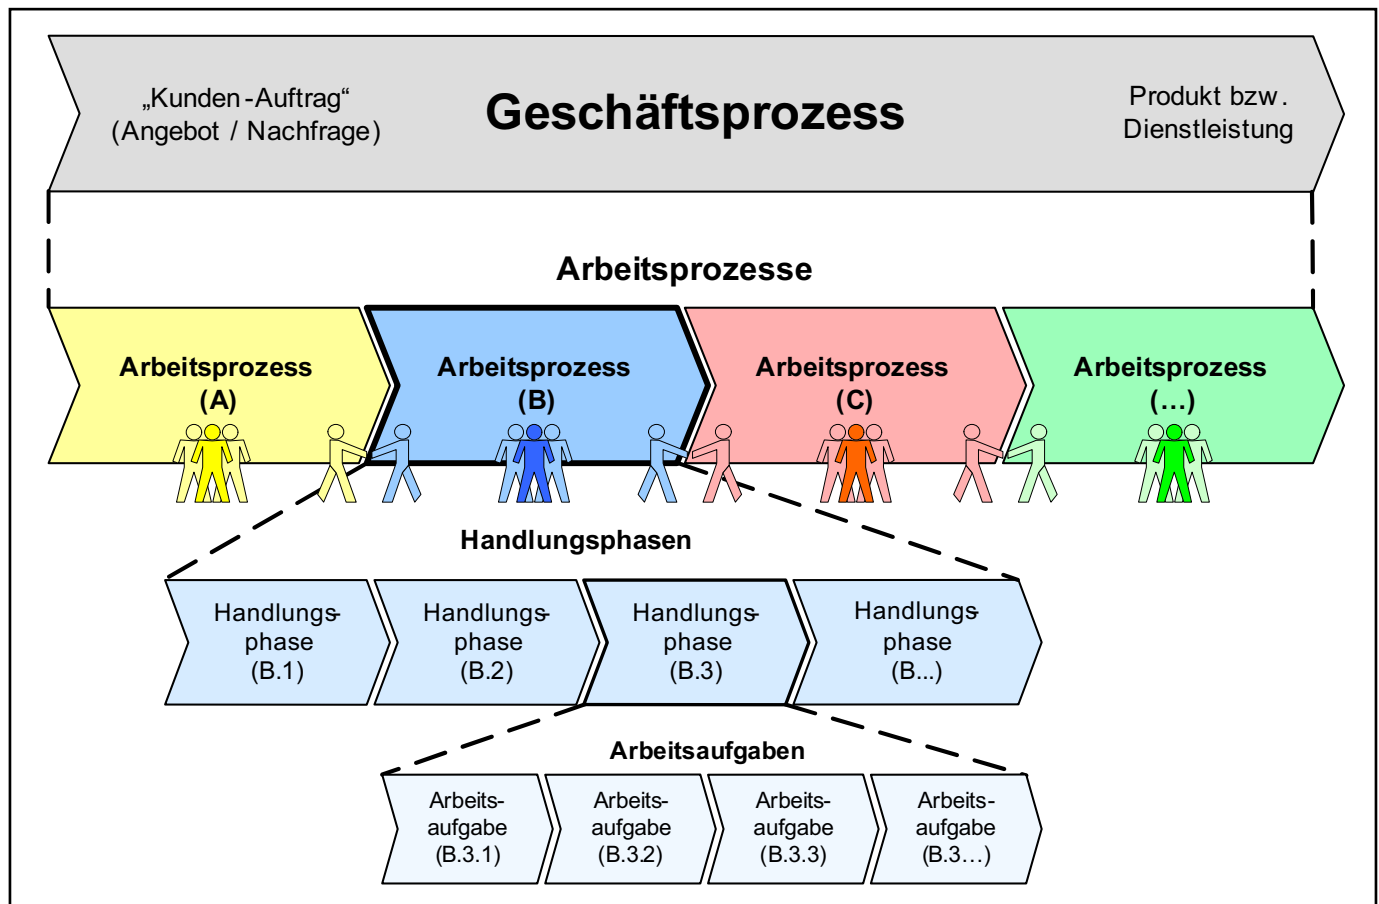 „Kunden-Auftrag“
(Angebot / Nachfrage)
Geschäftsprozess
Produkt bzw.
Dienstleistung
Arbeitsprozesse
Arbeitsprozess
(A)
Arbeitsprozess
(B)
Arbeitsprozess
(C)
Arbeitsprozess
(...)
Handlungsphasen
Handlungs-
phase
(B.1)
Handlungs-
phase
(B.2)
Handlungs-
phase
(B.3)
Handlungs-
phase
(B...)
Arbeitsaufgaben
Arbeits-
aufgabe
(B.3.1)
Arbeits-
aufgabe
(B.3.2)
Arbeits-
aufgabe
(B.3.3)
Arbeits-
aufgabe
(B.3...)